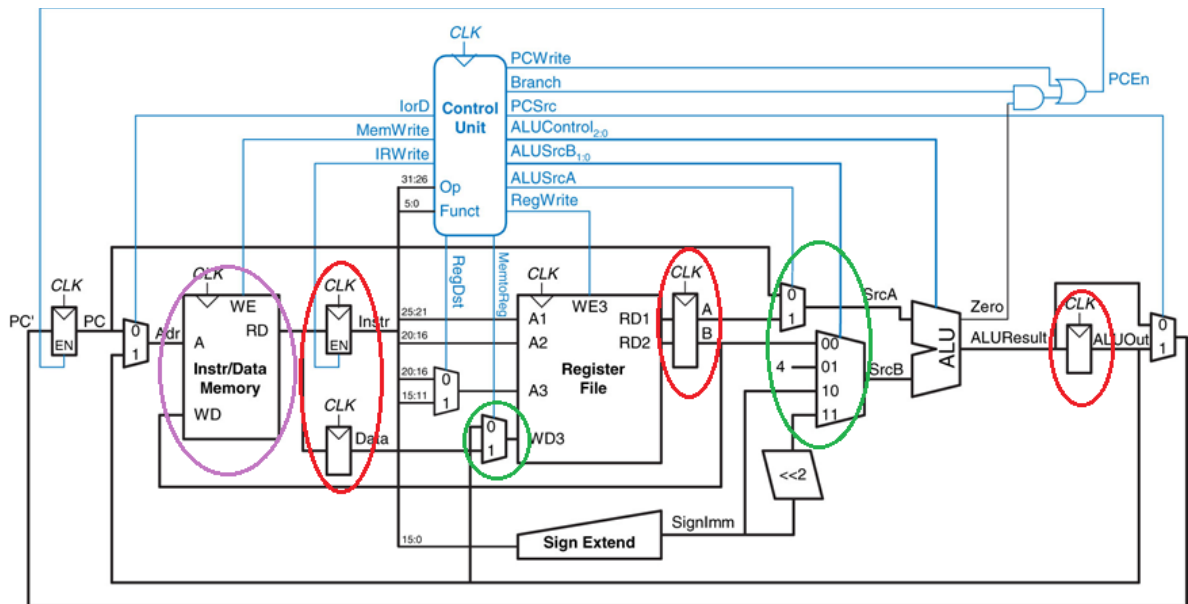 CLK
PCWrite
Branch
PCEn
IorD
Control
Unit
PCSrc
MemWrite
ALUControl2:0
IRWrite
ALUSrcB1:0
31:26
Op
ALUSrcA
5:0
Funct
RegWrite
RegDst
MemtoReg
CLK
CLK
CLK
CLK
CLK
PC'
PC
EN
0
1
Adr
WE
RD
A
Instr/Data
Memory
WD
EN
Instr
CLK
Data
25:21
20:16
20:16
15:11
0
1
0
1
A1
A2
A3
WD3
WE3
RD1
RD2
Register
File
A
B
0
1
SrcA
00
4
01
10
11
SrcB
<<2
ALU
Zero
ALUResult
CLK
ALUOut
0
1
15:0
Sign Extend
SignImm